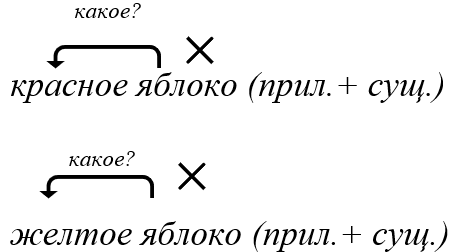 какое?
красное яблоко (прил.+ сущ.)
какое?
желтое яблоко (прил.+ сущ.)